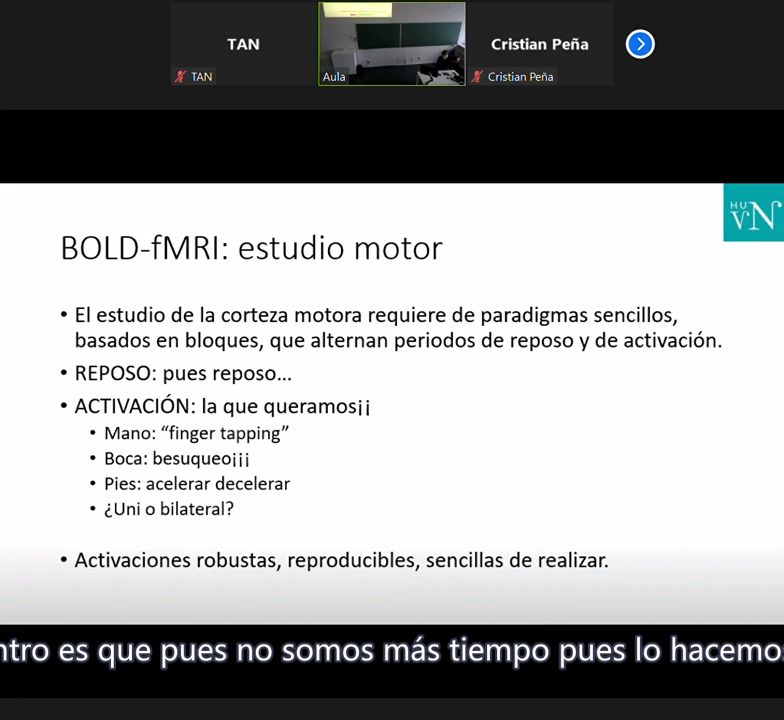 TAN
Cristian Peña
TAN
Aula
Cristian Peña
HU
VN
BOLD-fMRI: estudio motor
• El estudio de la corteza motora requiere de paradigmas sencillos,
basados en bloques, que alternan periodos de reposo y de activación.
• REPOSO: pues reposo...
• ACTIVACIÓN: la que queramos¡¡
• Mano: “finger tapping”
• Boca: besuqueo¡¡¡
• Pies: acelerar decelerar
• ¿Uni o bilateral?
• Activaciones robustas, reproducibles, sencillas de realizar.
ntro es que pues no somos más tiempo pues lo hacemos